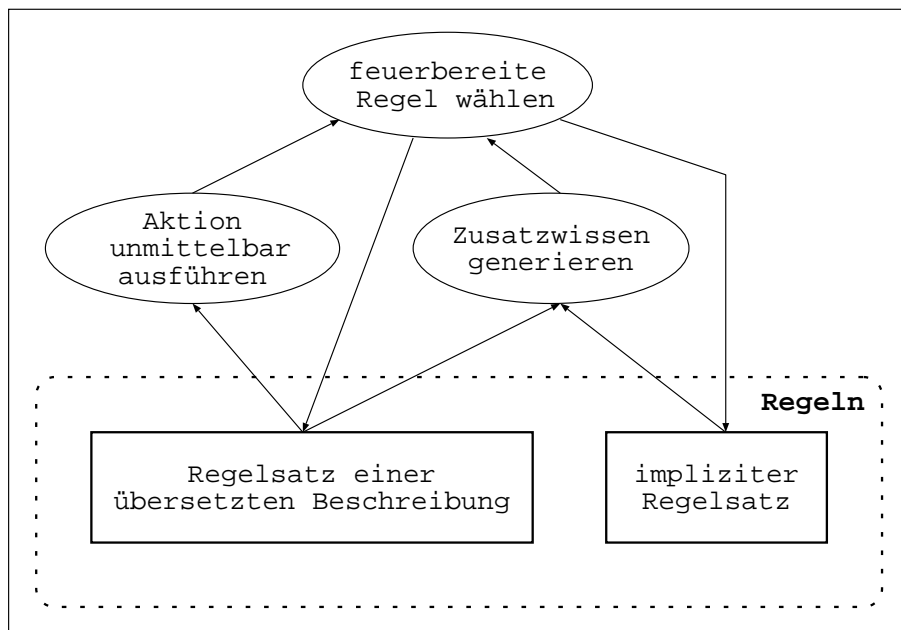 feuerbereite
Regel wählen
Aktion
unmittelbar
ausführen
Zusatzwissen
generieren
Regeln
Regelsatz einer
übersetzten Beschreibung
impliziter
Regelsatz